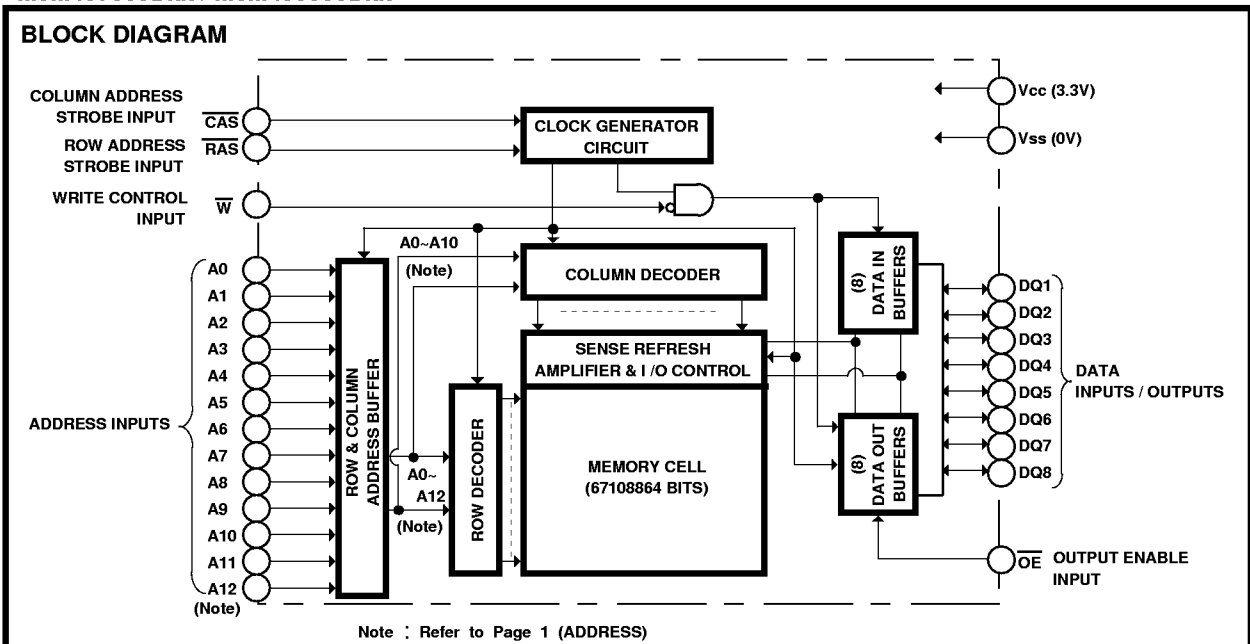 BLOCK DIAGRAM
COLUMN ADDRESS
STROBE INPUT
CAS
ROW ADDRESS
STROBE INPUT
RAS
WRITE CONTROL
INPUT
W
CLOCK GENERATOR
CIRCUIT
Vcc (3.3V)
Vss (0V)
ADDRESS INPUTS
A0
A1
A2
A3
A4
A5
A6
A7
A8
A9
A10
A11
A12
(Note)
ROW & COLUMN
ADDRESS BUFFER
A0~A10
(Note)
A0~
A12
(Note)
ROW DECODER
COLUMN DECODER
SENSE REFRESH
AMPLIFIER & I /O CONTROL
MEMORY CELL
(67108864 BITS)
(8)
DATA IN
BUFFERS
(8)
DATA OUT
BUFFERS
DQ1
DQ2
DQ3
DQ4
DQ5
DQ6
DQ7
DQ8
DATA
INPUTS / OUTPUTS
OE
OUTPUT ENABLE
INPUT
Note : Refer to Page 1 (ADDRESS)